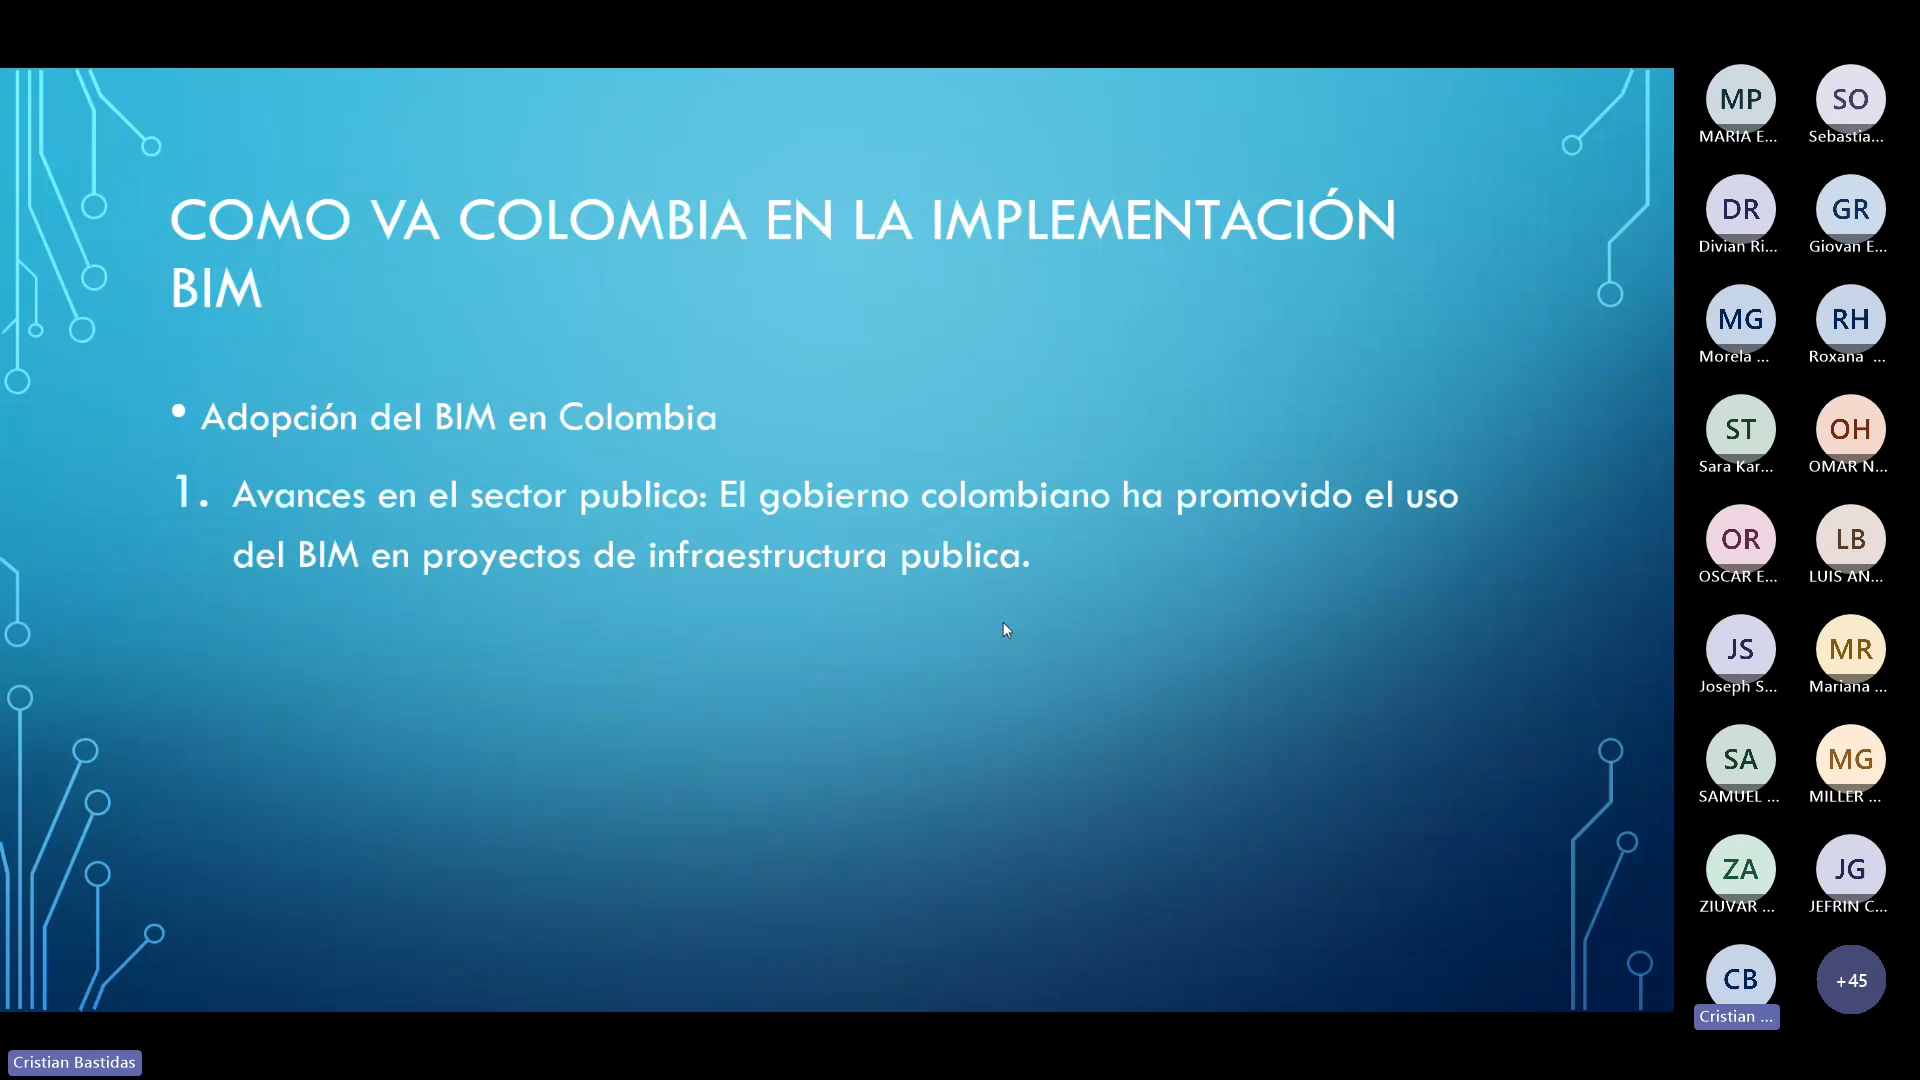 COMO VA COLOMBIA EN LA IMPLEMENTACIÓN
BIM
• Adopción del BIM en Colombia
1. Avances en el sector publico: El gobierno colombiano ha promovido el uso
del BIM en proyectos de infraestructura publica.
MP
MARIA E...
SO
Sebastia...
DR
Divian Ri...
GR
Giovan E...
MG
Morela ...
RH
Roxana ...
ST
Sara Kar...
OH
OMAR N...
OR
OSCAR E...
LB
LUIS AN...
JS
Joseph S...
MR
Mariana ...
SA
SAMUEL ...
MG
MILLER ...
ZA
ZIUVAR ...
JG
JEFRIN C...
CB
Cristian ...
+45
Cristian Bastidas